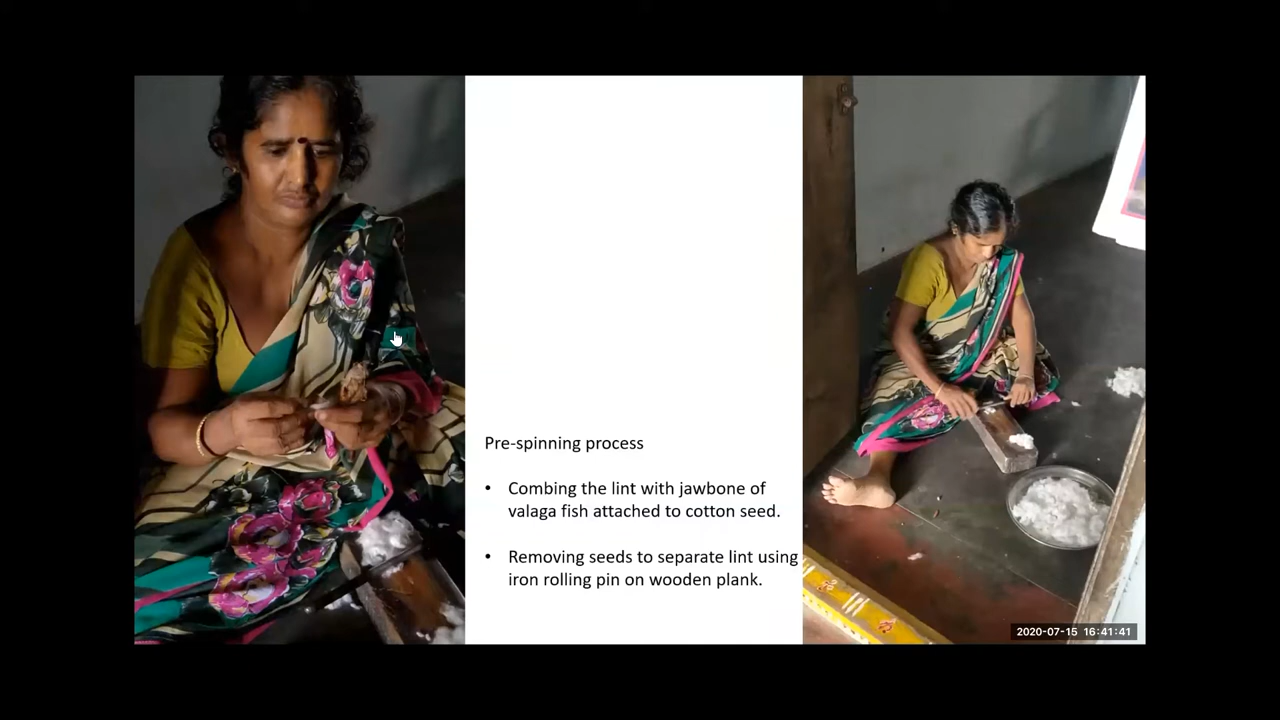 Pre-spinning process
• Combing the lint with jawbone of
valaga fish attached to cotton seed.
• Removing seeds to separate lint using
iron rolling pin on wooden plank.
2020-07-15 16:41:41